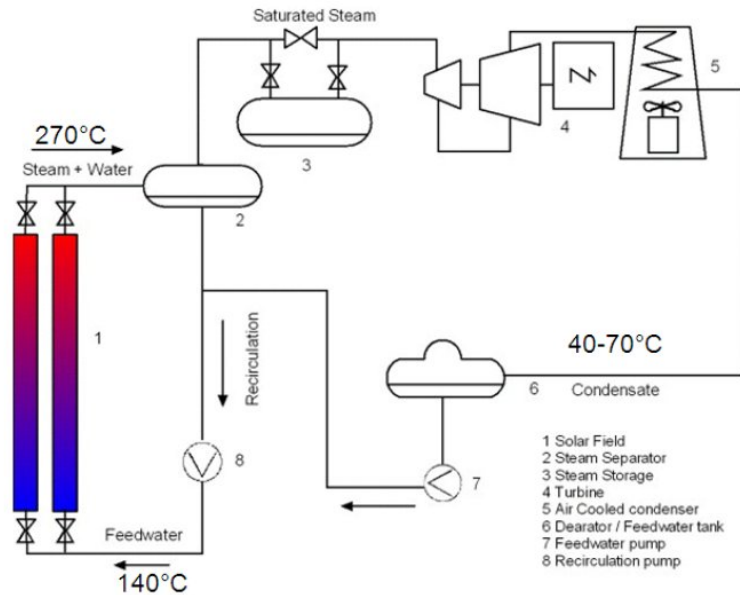 Saturated Steam
5
270°C
Steam + Water
3
4
2
1
Recirculation
40-70°C
6
Condensate
8
7
1 Solar Field
2 Steam Separator
3 Steam Storage
4 Turbine
5 Air Cooled condenser
6 Dearator / Feedwater tank
7 Feedwater pump
8 Recirculation pump
Feedwater
140°C